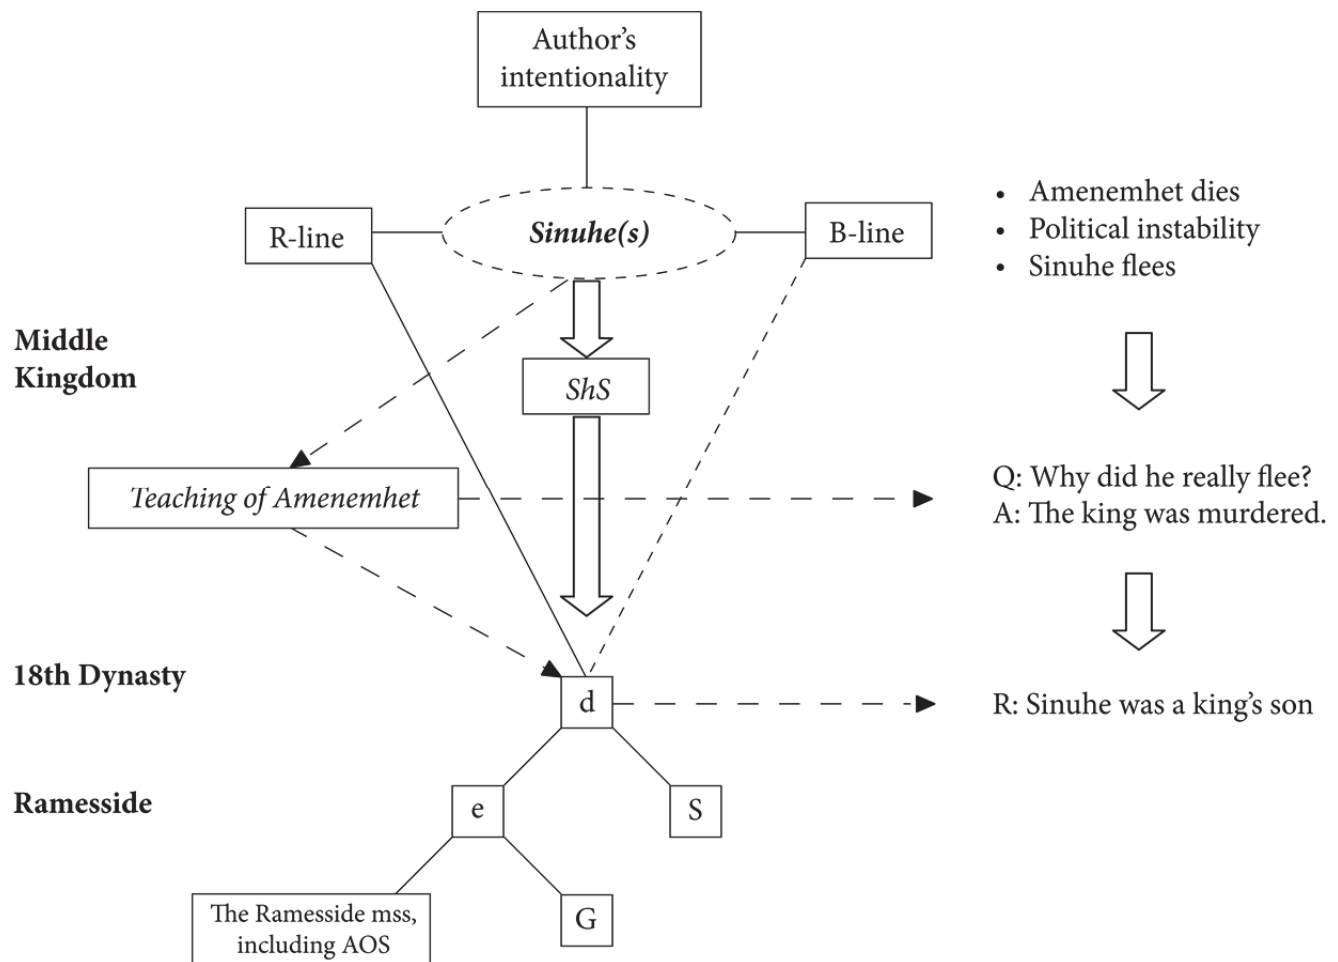 Author’s
intentionality
R-line
Sinuhe(s)
B-line
• Amenemhet dies
• Political instability
• Sinuhe flees
Middle
Kingdom
ShS
Teaching of Amenemhet
Q: Why did he really flee?
A: The king was murdered.
18th Dynasty
d
R: Sinuhe was a king’s son
Ramesside
e
S
The Ramesside mss,
including AOS
G